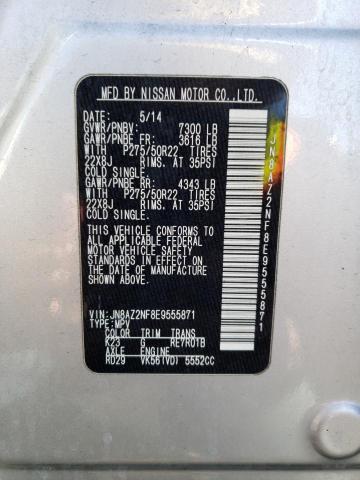 MFD BY NISSAN MOTOR CO.,LTD.
DATE: 5/14
GVWR/PNBV: 7300 LB
GAWR/PNBE FR: 3616 LB
WITH P275/50R22 TIRES
22X8J RIMS. AT 35PSI
COLD SINGLE.
GAWR/PNBE RR: 4343 LB
WITH P275/50R22 TIRES
22X8J RIMS. AT 35PSI
COLD SINGLE.
THIS VEHICLE CONFORMS TO
ALL APPLICABLE FEDERAL
MOTOR VEHICLE SAFETY
STANDARDS IN EFFECT ON
THE DATE OF MANUFACTURE
SHOWN ABOVE.
VIN: JN8AZ2NF8E9555871
TYPE: MPV
COLOR TRIM TRANS
K23 G RE7R01B
AXLE ENGINE
RD29 VK56(VD) 5552CC
JN8AZ2NF8E9555871